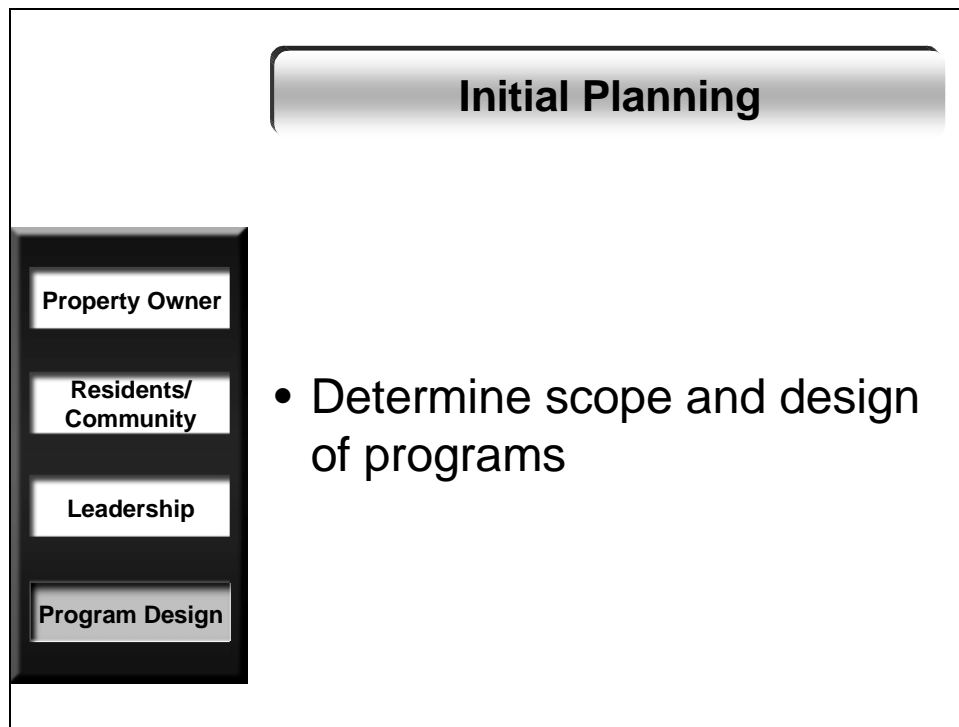 Initial Planning
Property Owner
Residents/
Community
Leadership
Program Design
• Determine scope and design
of programs